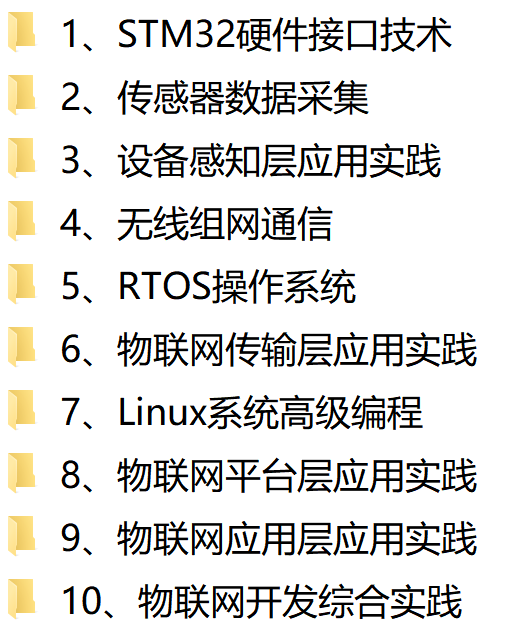 1、STM32硬件接口技术
2、传感器数据采集
3、设备感知层应用实践
4、无线组网通信
5、RTOS操作系统
6、物联网传输层应用实践
7、Linux系统高级编程
8、物联网平台层应用实践
9、物联网应用层应用实践
10、物联网开发综合实践